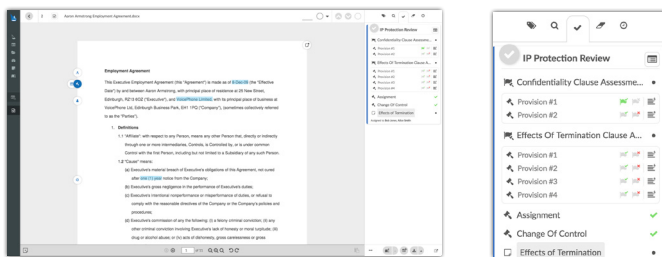 Aaron Armstrong Employment Agreement.docx
Employment Agreement
This Executive Employment Agreement (this "Agreement") is made as of
(the "Effective
Date") by and between Aaron Armstrong, with principal place of residence at 26 New Street,
Edinburgh,
("Executive"), and VoicePhone Limited, with its principal place of business at
VoicePhone Ltd, Edinburgh Business Park,
("Company"), (sometimes collectively referred
to as the "Parties").
1. Definitions
1.1 "Affiliate": with respect to any Person, means any other Person that, directly or indirectly
through one or more intermediaries, Controls, is Controlled by, or is under common
Control with the first Person, including but not limited to a Subsidiary of any such Person.
1.2 "Cause" means:
(a) Executive's material breach of Executive's obligations of this Agreement, not cured
after one (1) year notice from the Company;
(b) Executive's gross negligence in the performance of Executive's duties;
(c) Executive's intentional nonperformance or misperformance of duties, or refusal to
comply with the reasonable directives of the Company or the Company's policies and
procedures;
(d) Executive's commission of any the following: (i) a felony criminal conviction; (ii) any
other criminal conviction involving Executive's lack of honesty or moral turpitude; (iii)
drug or alcohol abuse; or (iv) acts of dishonesty, gross carelessness or gross
1
IP Protection Review
Confidentiality Clause Assessme...
Provision #1
Provision #2
Effects Of Termination Clause A...
Provision #1
Provision #2
Provision #3
Provision #4
Assignment
Change Of Control
Effects of Termination
IP Protection Review
Confidentiality Clause Assessme...
Provision #1
Provision #2
Effects Of Termination Clause A...
Provision #1
Provision #2
Provision #3
Provision #4
Assignment
Change Of Control
Effects of Termination